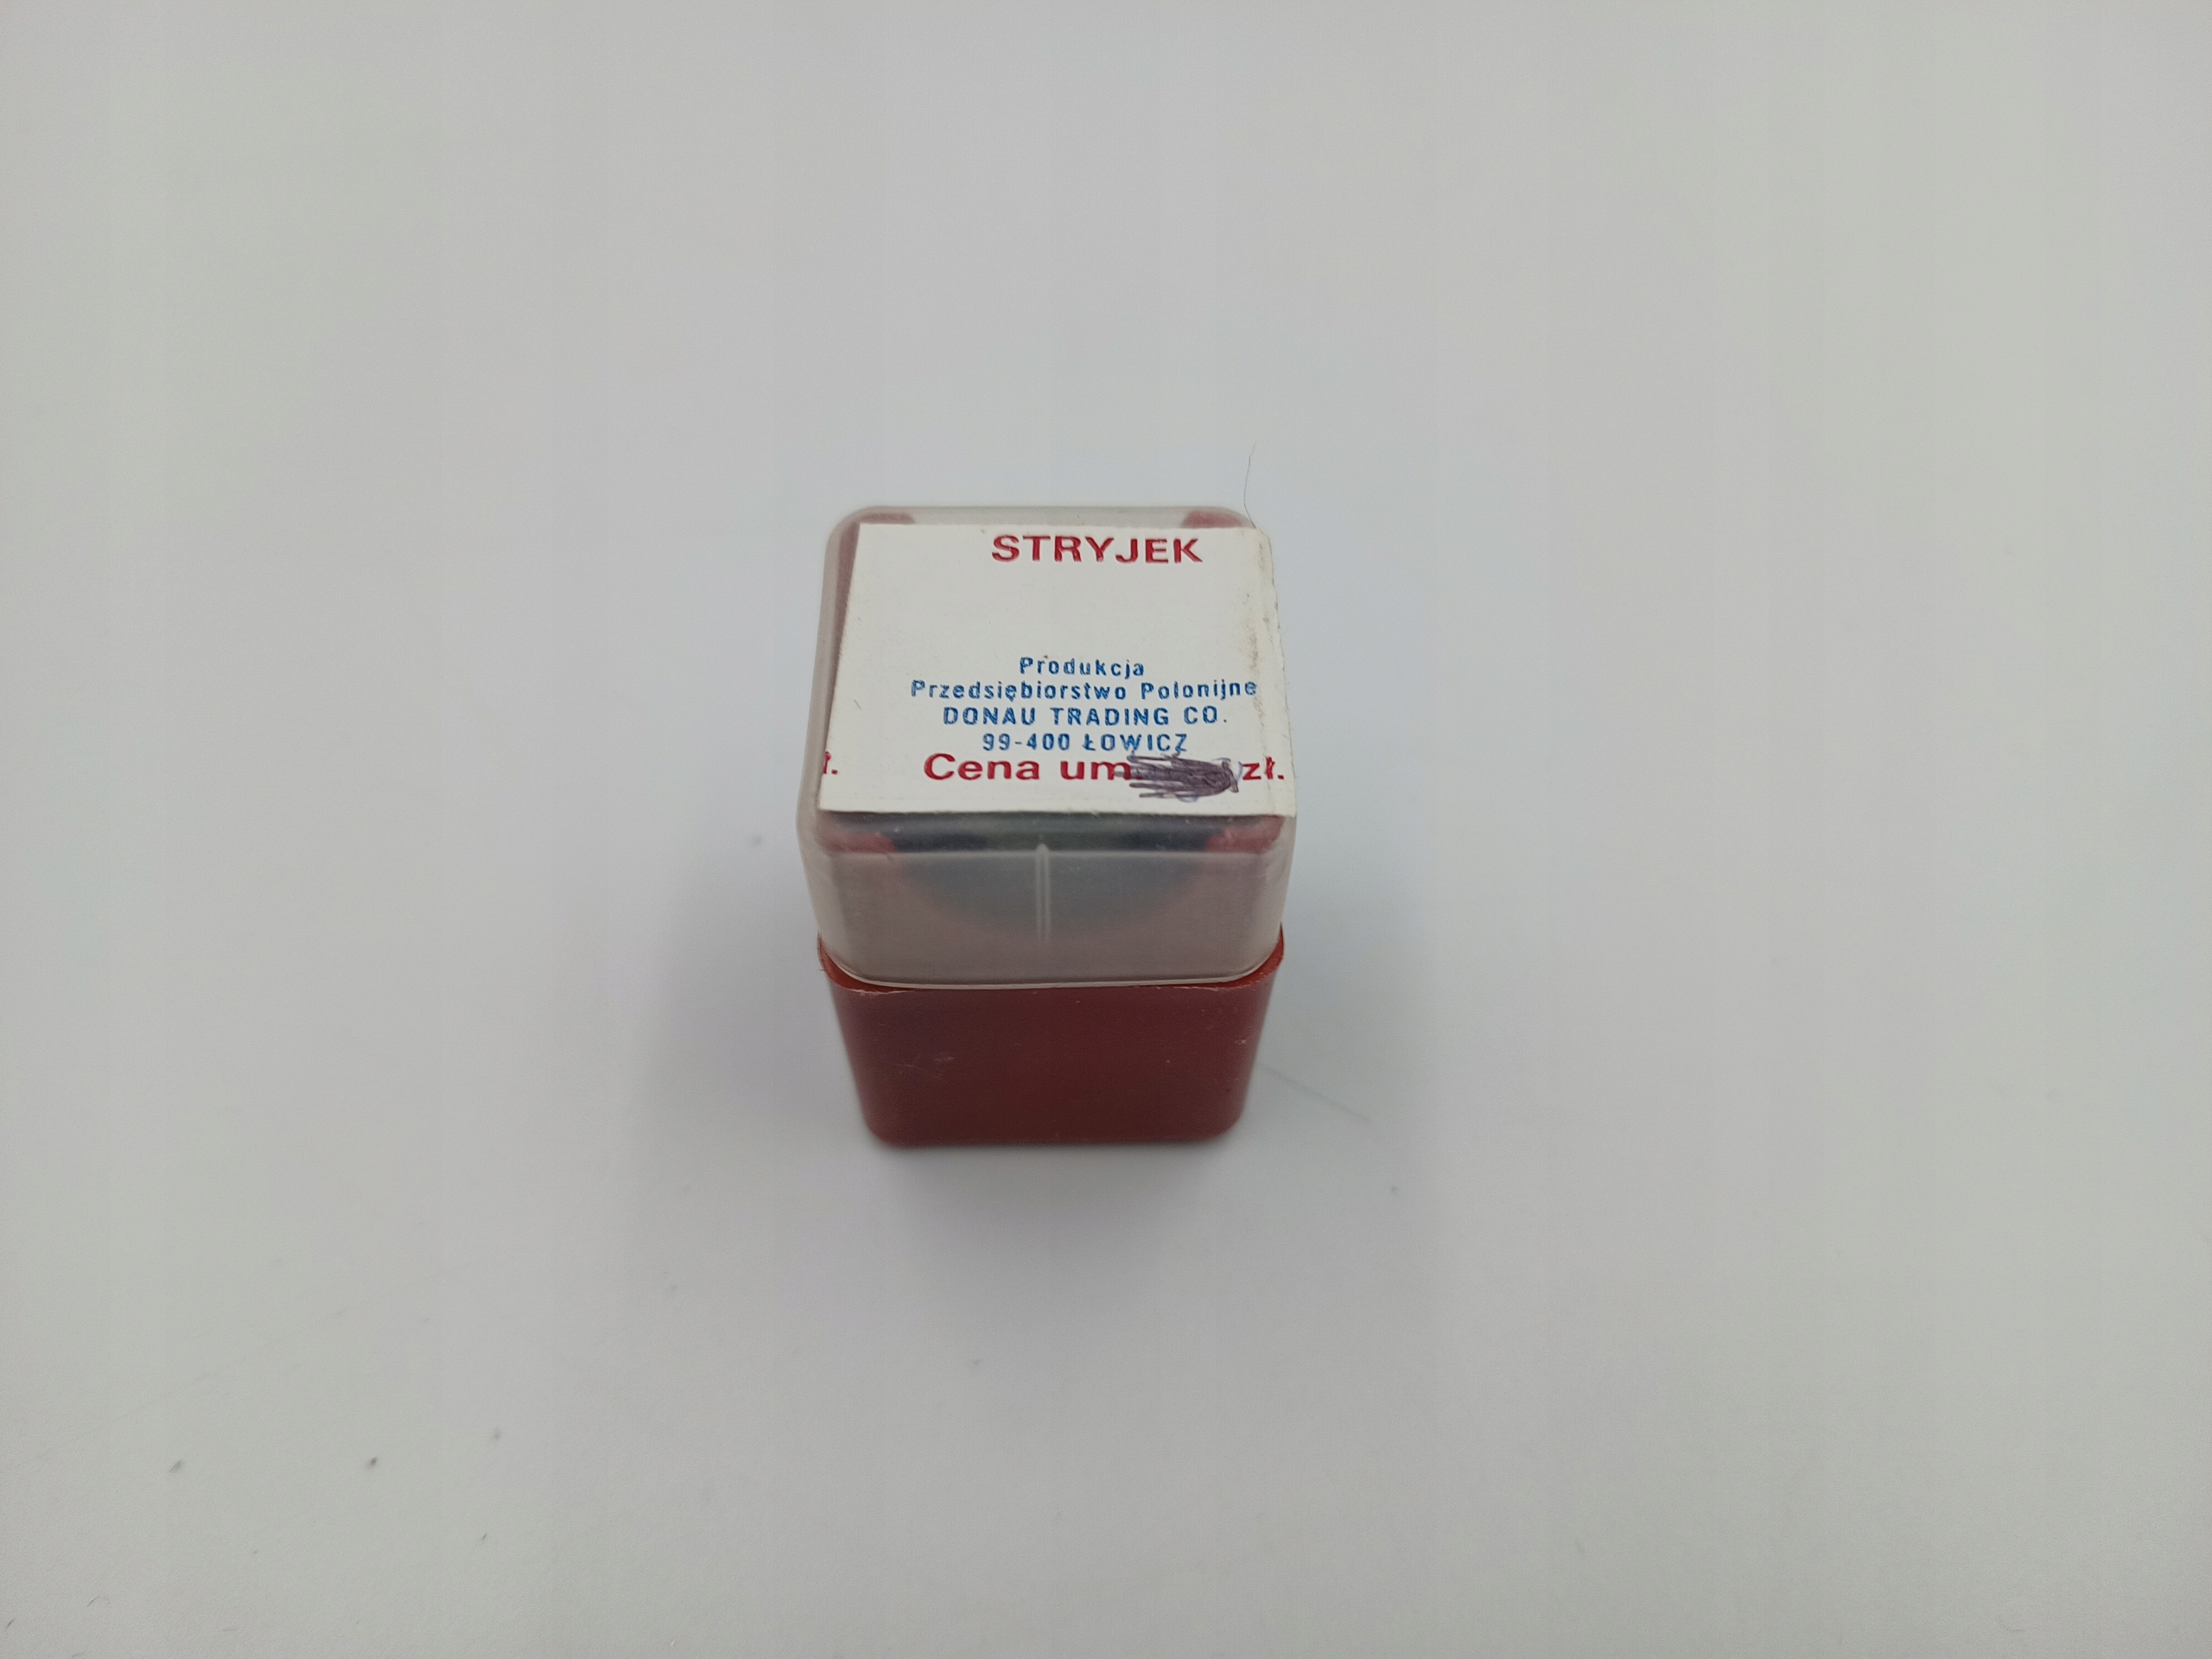 STRYJEK
Produkcja
Przedsiębiorstwo Polonijne
DONAU TRADING CO.
99-400 ŁOWICZ
ł. Cena um. zł.